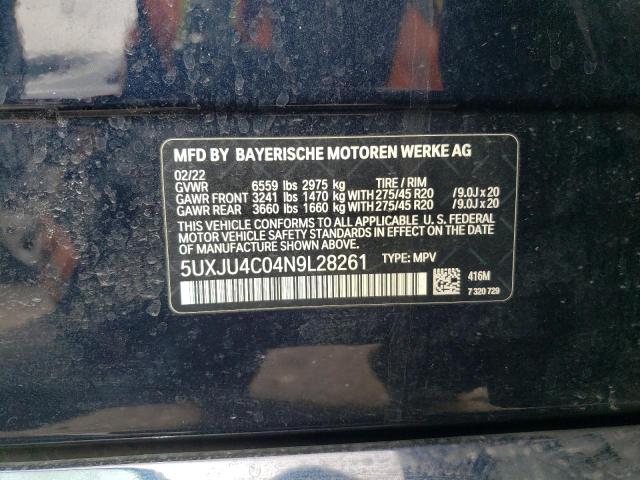 MFD BY BAYERISCHE MOTOREN WERKE AG
02/22
GVWR 6559 lbs 2975 kg TIRE / RIM
GAWR FRONT 3241 lbs 1470 kg WITH 275/45 R20 / 9.0J x 20
GAWR REAR 3660 lbs 1660 kg WITH 275/45 R20 / 9.0J x 20
THIS VEHICLE CONFORMS TO ALL APPLICABLE U. S. FEDERAL
MOTOR VEHICLE SAFETY STANDARDS IN EFFECT ON THE DATE OF
MANUFACTURE SHOWN ABOVE.
5UXJU4C04N9L28261 TYPE: MPV
416M
7 320 729